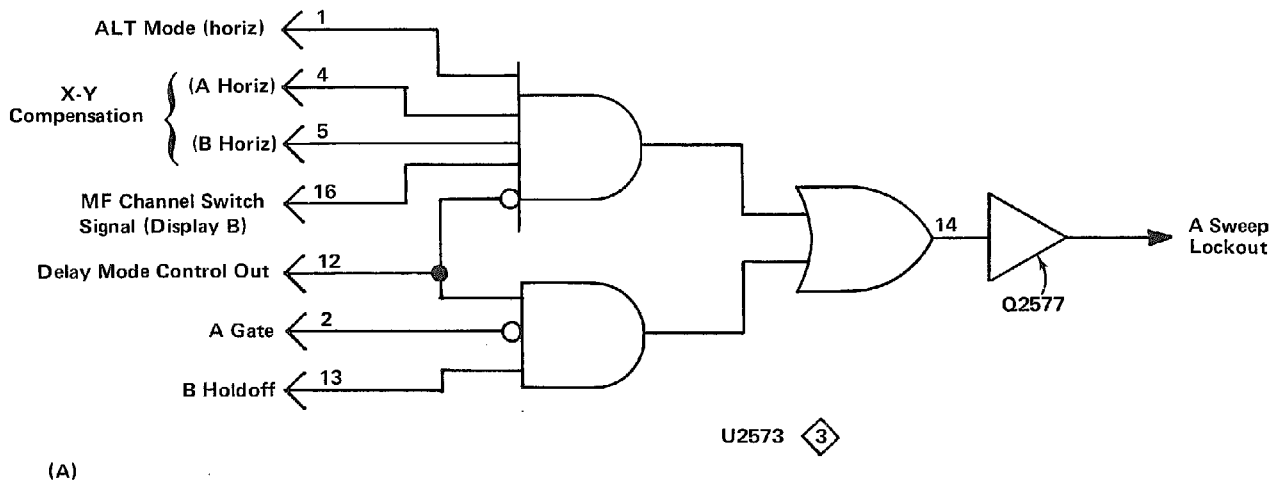 ALT Mode (horiz) 1
X-Y
Compensation
(A Horiz) 4
(B Horiz) 5
MF Channel Switch
Signal (Display B) 16
Delay Mode Control Out 12
A Gate 2
B Holdoff 13
14
A Sweep
Lockout
Q2577
U2573 3
(A)